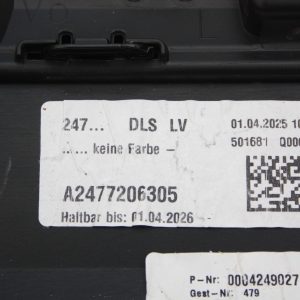 247... DLS LV 01.04.2025
501681
... ... keine Farbe -
A2477206305
Haltbar bis: 01.04.2026
P-Nr: 0004249027
Gest-Nr: 479